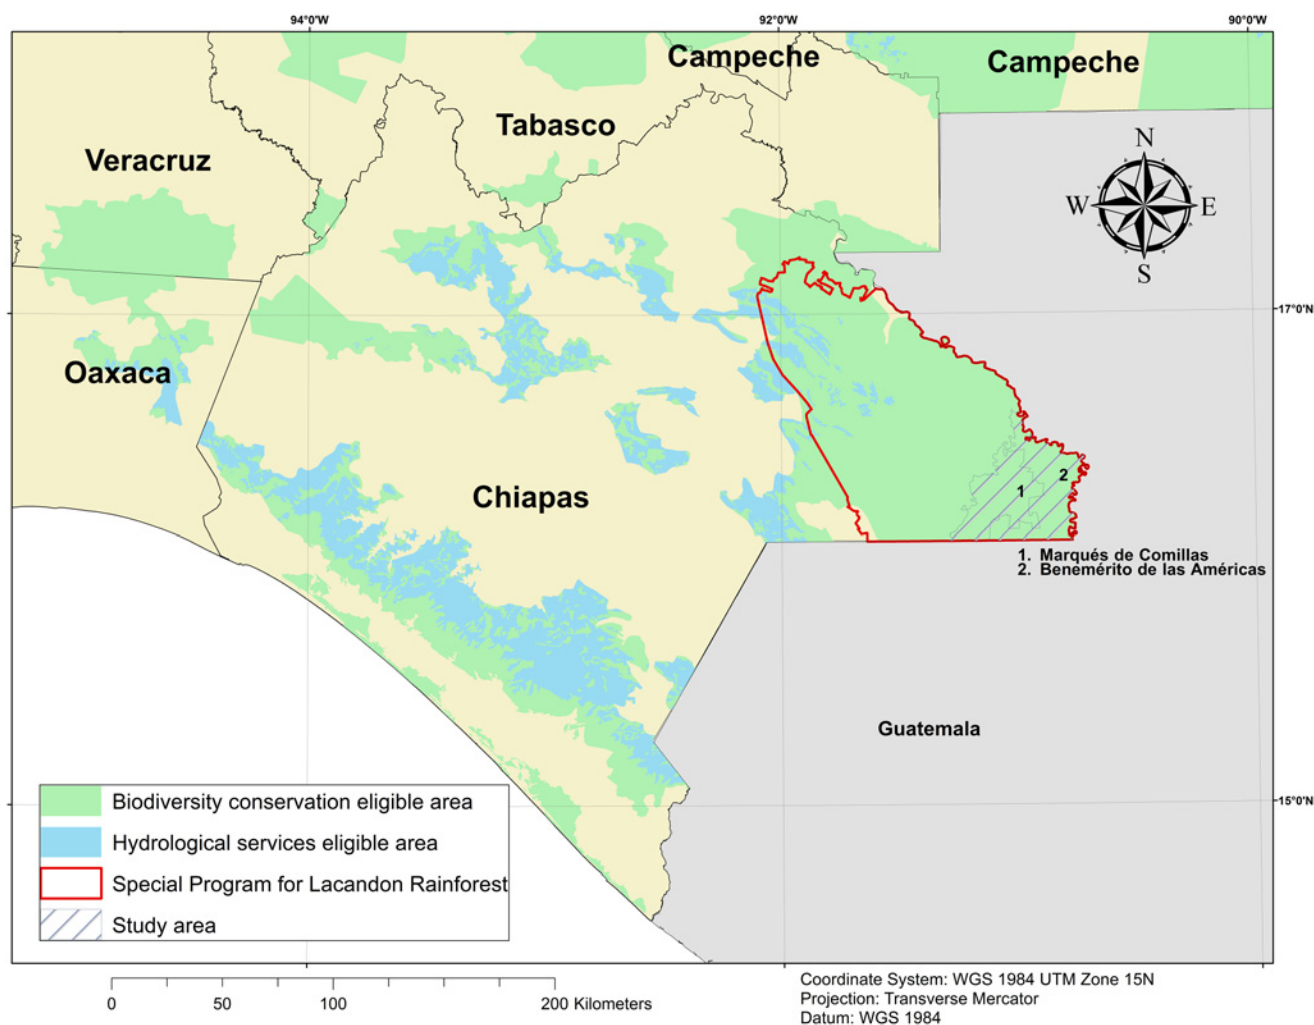 94°0'W
92°0'W
90°0'W
Campeche
Campeche
Tabasco
Veracruz
N
W
E
S
17°0'N
Oaxaca
Chiapas
1
2
1. Marqués de Comillas
2. Benemérito de las Américas
Guatemala
15°0'N
Biodiversity conservation eligible area
Hydrological services eligible area
Special Program for Lacandon Rainforest
Study area
0 50 100 200 Kilometers
Coordinate System: WGS 1984 UTM Zone 15N
Projection: Transverse Mercator
Datum: WGS 1984